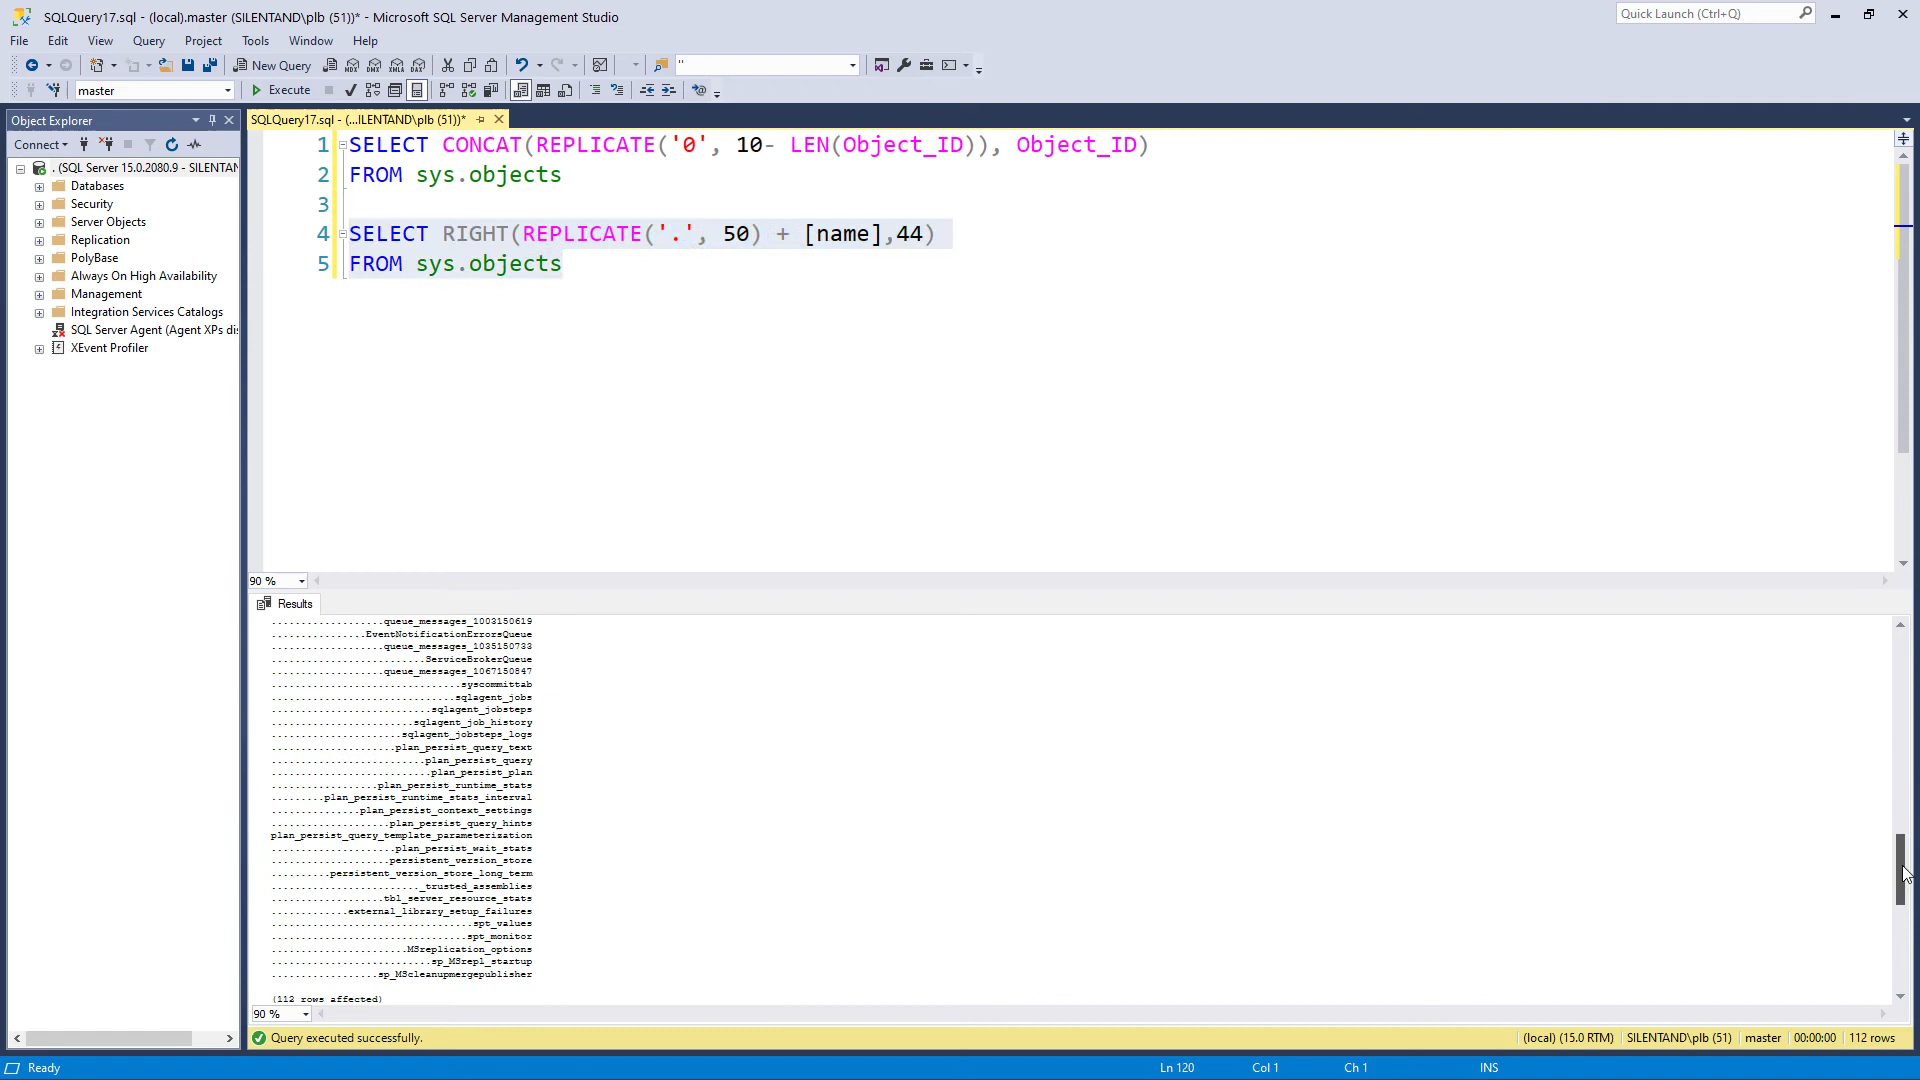 SQLQuery17.sql - (local).master (SILENTAND\plb (51))* - Microsoft SQL Server Management Studio
Quick Launch (Ctrl+Q)
File Edit View Query Project Tools Window Help
New Query
"
master
Execute
Object Explorer
SQLQuery17.sql - (...ILENTAND\plb (51))*
Connect
. (SQL Server 15.0.2080.9 - SILENTAN
Databases
Security
Server Objects
Replication
PolyBase
Always On High Availability
Management
Integration Services Catalogs
SQL Server Agent (Agent XPs di
XEvent Profiler
1 SELECT CONCAT(REPLICATE('0', 10- LEN(Object_ID)), Object_ID)
2 FROM sys.objects
3
4 SELECT RIGHT(REPLICATE('.', 50) + [name],44)
5 FROM sys.objects
90 %
Results
...................queue_messages_1003150619
................EventNotificationErrorsQueue
...................queue_messages_1035150733
..........................ServiceBrokerQueue
...................queue_messages_1067150847
................................syscommittab
...............................sqlagent_jobs
...........................sqlagent_jobsteps
........................sqlagent_job_history
......................sqlagent_jobsteps_logs
.....................plan_persist_query_text
..........................plan_persist_query
...........................plan_persist_plan
..................plan_persist_runtime_stats
.........plan_persist_runtime_stats_interval
...............plan_persist_context_settings
....................plan_persist_query_hints
plan_persist_query_template_parameterization
.....................plan_persist_wait_stats
....................persistent_version_store
..........persistent_version_store_long_term
.........................._trusted_assemblies
...................tbl_server_resource_stats
.............external_library_setup_failures
..................................spt_values
.................................spt_monitor
.......................MSreplication_options
...........................sp_MSrepl_startup
..................sp_MScleanupmergepublisher
(112 rows affected)
90 %
Query executed successfully.
(local) (15.0 RTM) SILENTAND\plb (51) master 00:00:00 112 rows
Ready
Ln 120 Col 1 Ch 1 INS